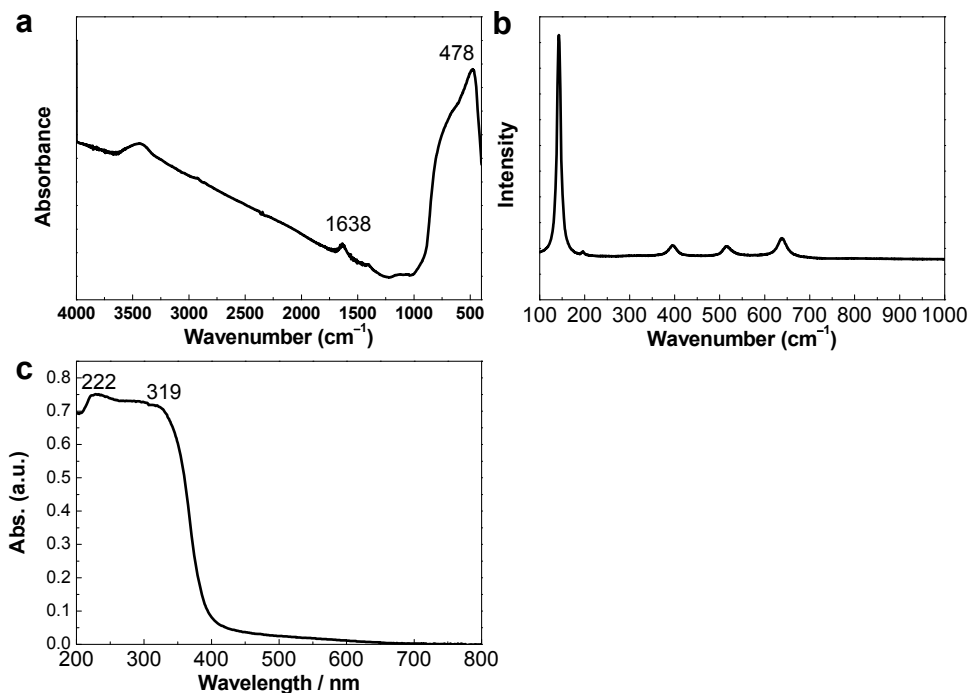 a
478
1638
Absorbance
4000 3500 3000 2500 2000 1500 1000 500
Wavenumber (cm⁻¹)
b
Intensity
100 200 300 400 500 600 700 800 900 1000
Wavenumber (cm⁻¹)
c
0.8
0.7
0.6
0.5
0.4
0.3
0.2
0.1
0.0
222
319
Abs. (a.u.)
200 300 400 500 600 700 800
Wavelength / nm